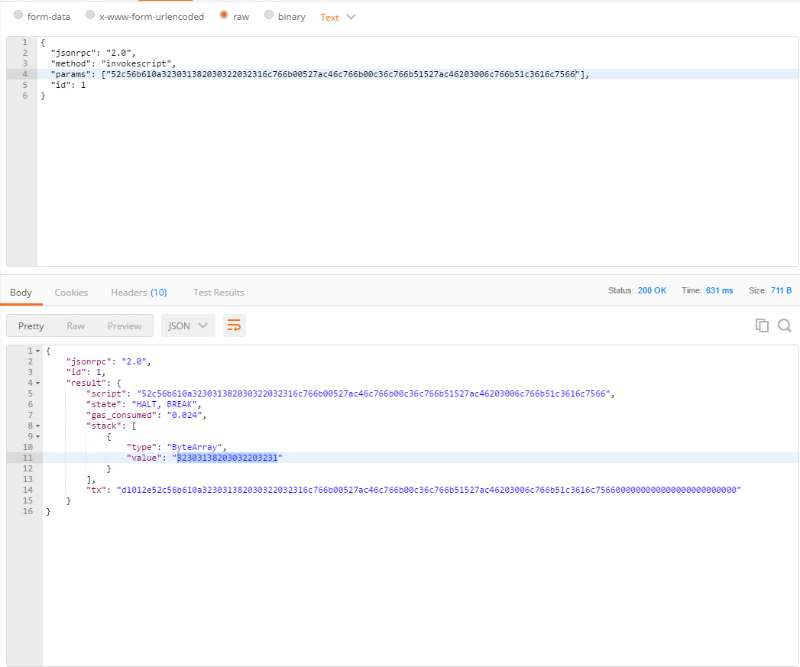 form-data x-www-form-urlencoded raw binary Text
1 {
2 "jsonrpc": "2.0",
3 "method": "invokescript",
4 "params": ["52c56b610a323031382030322032316c766b00527ac46c766b00c36c766b51527ac46203006c766b51c3616c7566"],
5 "id": 1
6 }
Body Cookies Headers (10) Test Results Status: 200 OK Time: 631 ms Size: 711 B
Pretty Raw Preview JSON
1 {
2 "jsonrpc": "2.0",
3 "id": 1,
4 "result": {
5 "script": "52c56b610a323031382030322032316c766b00527ac46c766b00c36c766b51527ac46203006c766b51c3616c7566",
6 "state": "HALT, BREAK",
7 "gas_consumed": "0.024",
8 "stack": [
9 {
10 "type": "ByteArray",
11 "value": "32303138203032203231"
12 }
13 ],
14 "tx": "d1012e52c56b610a323031382030322032316c766b00527ac46c766b00c36c766b51527ac46203006c766b51c3616c7566000000000000000000000000"
15 }
16 }